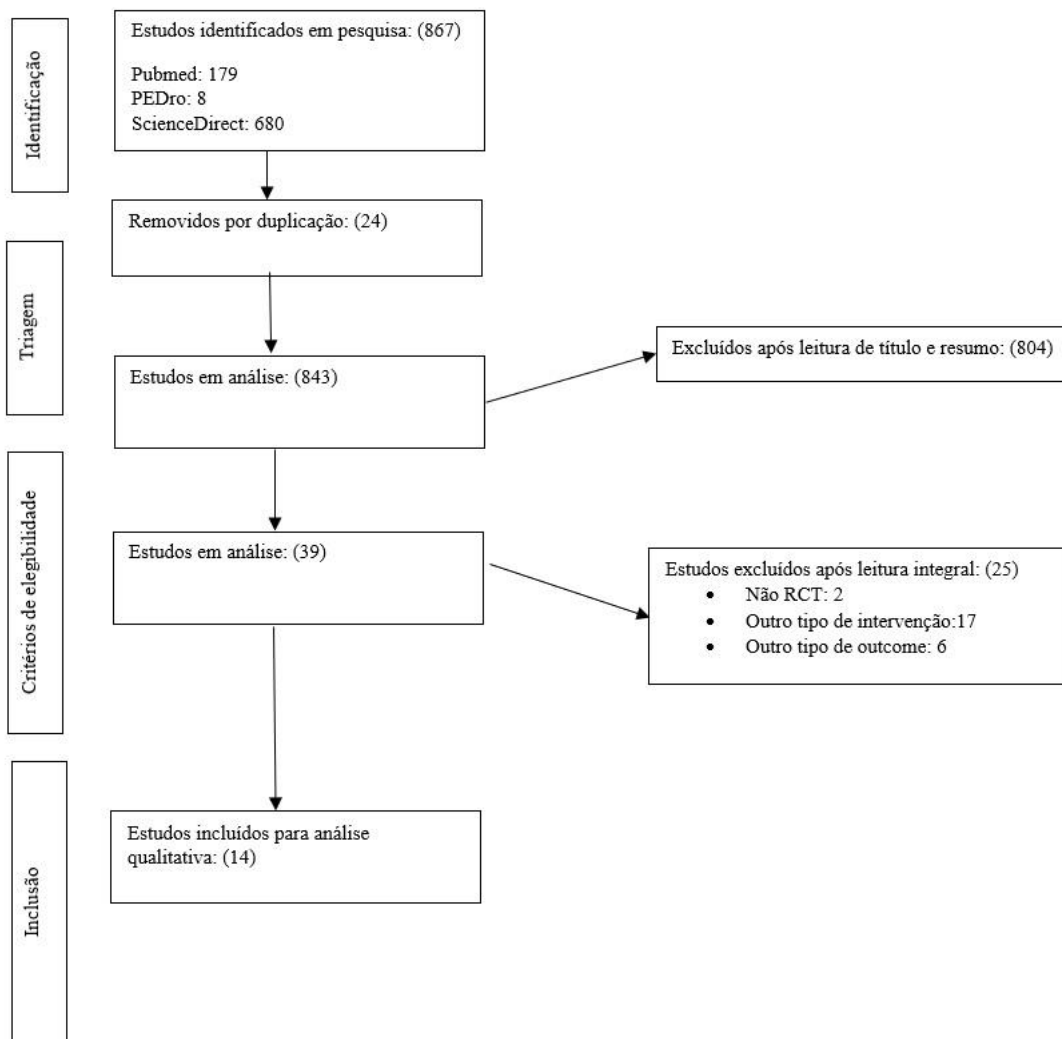 Identificação
Estudos identificados em pesquisa: (867)
Pubmed: 179
PEDro: 8
ScienceDirect: 680
Removidos por duplicação: (24)
Triagem
Estudos em análise: (843)
Excluídos após leitura de título e resumo: (804)
Critérios de elegibilidade
Estudos em análise: (39)
Estudos excluídos após leitura integral: (25)
• Não RCT: 2
• Outro tipo de intervenção:17
• Outro tipo de outcome: 6
Inclusão
Estudos incluídos para análise
qualitativa: (14)